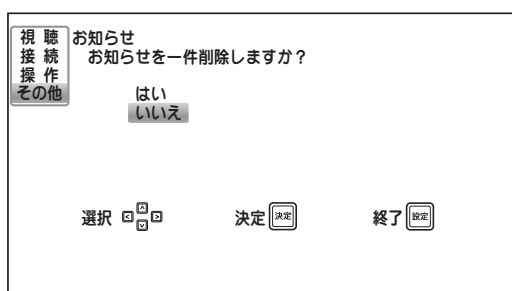 視 聴
接 続
操 作
その他
お知らせ
お知らせを一件削除しますか？
はい
いいえ
選択
決定 決定
終了 設定